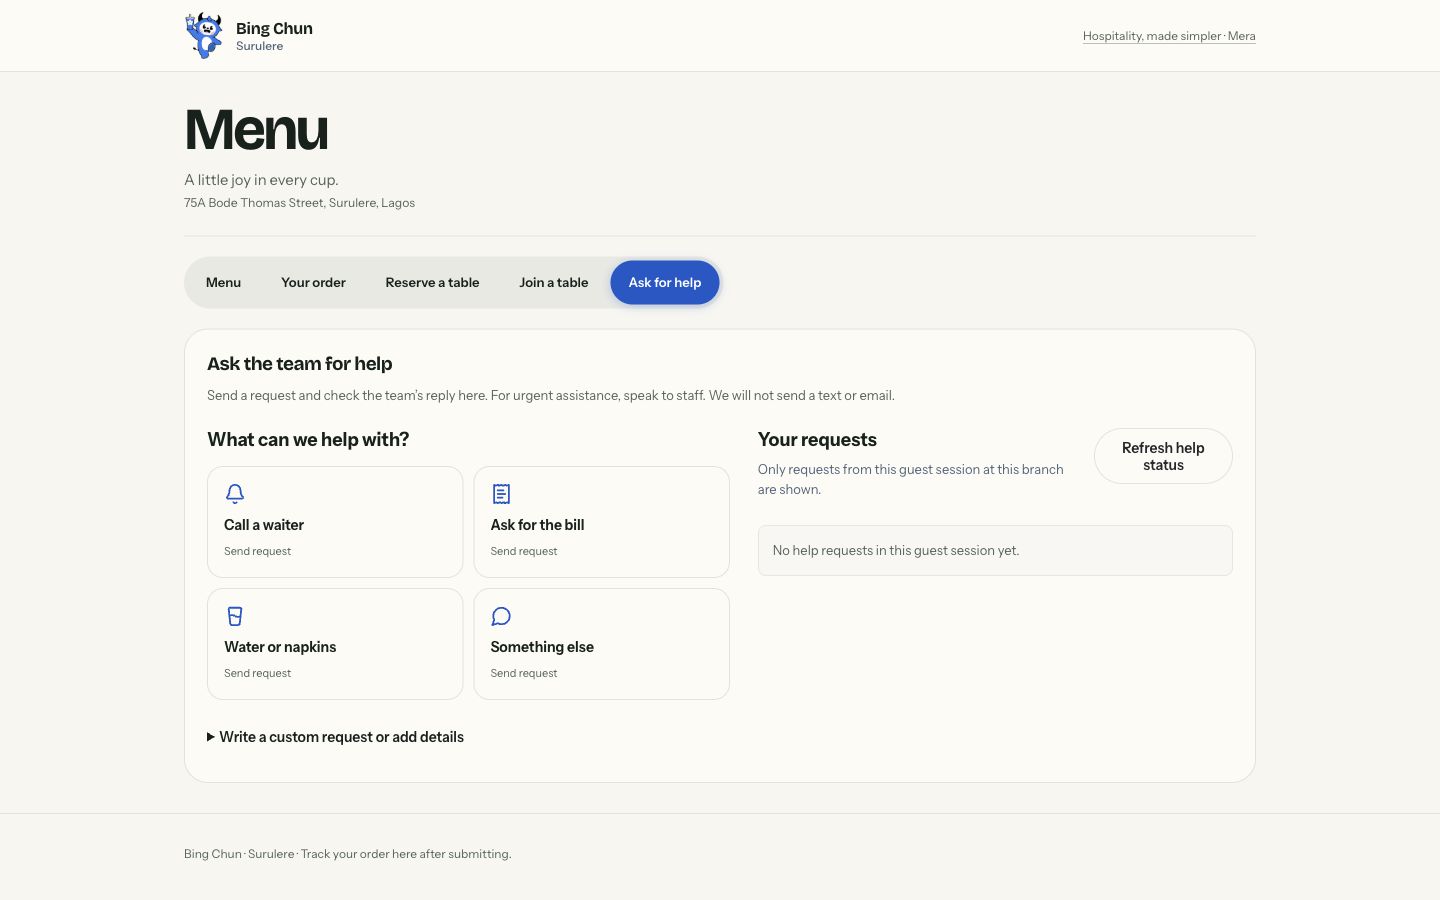 Bing Chun
Surulere
Hospitality, made simpler · Mera
Menu
A little joy in every cup.
75A Bode Thomas Street, Surulere, Lagos
Menu
Your order
Reserve a table
Join a table
Ask for help
Ask the team for help
Send a request and check the team’s reply here. For urgent assistance, speak to staff. We will not send a text or email.
What can we help with?
Call a waiter
Send request
Ask for the bill
Send request
Water or napkins
Send request
Something else
Send request
Write a custom request or add details
Your requests
Only requests from this guest session at this branch
are shown.
Refresh help
status
No help requests in this guest session yet.
Bing Chun · Surulere · Track your order here after submitting.